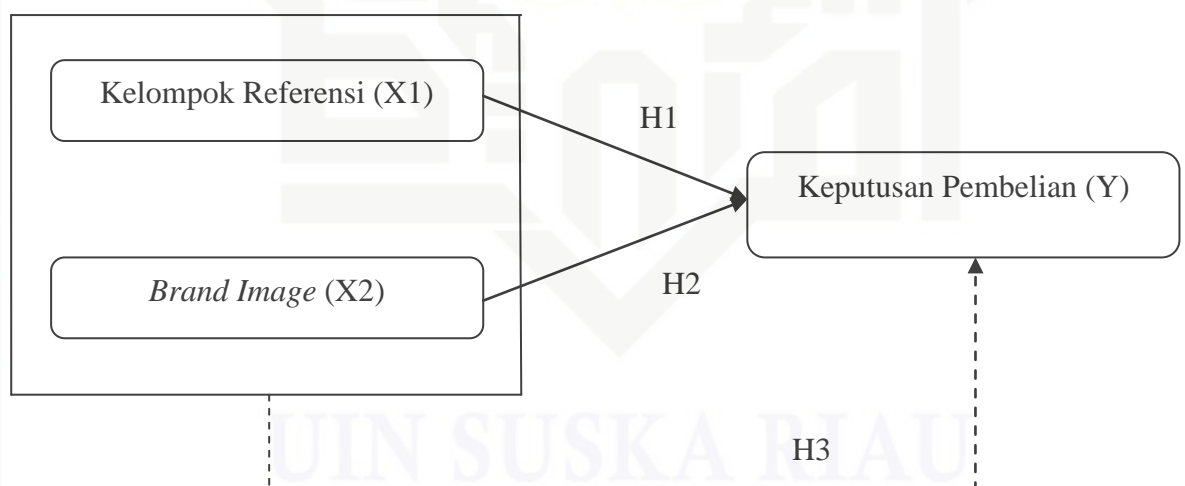 Kelompok Referensi (X1)
H1
Keputusan Pembelian (Y)
Brand Image (X2)
H2
H3
UIN SUSKA RIAU